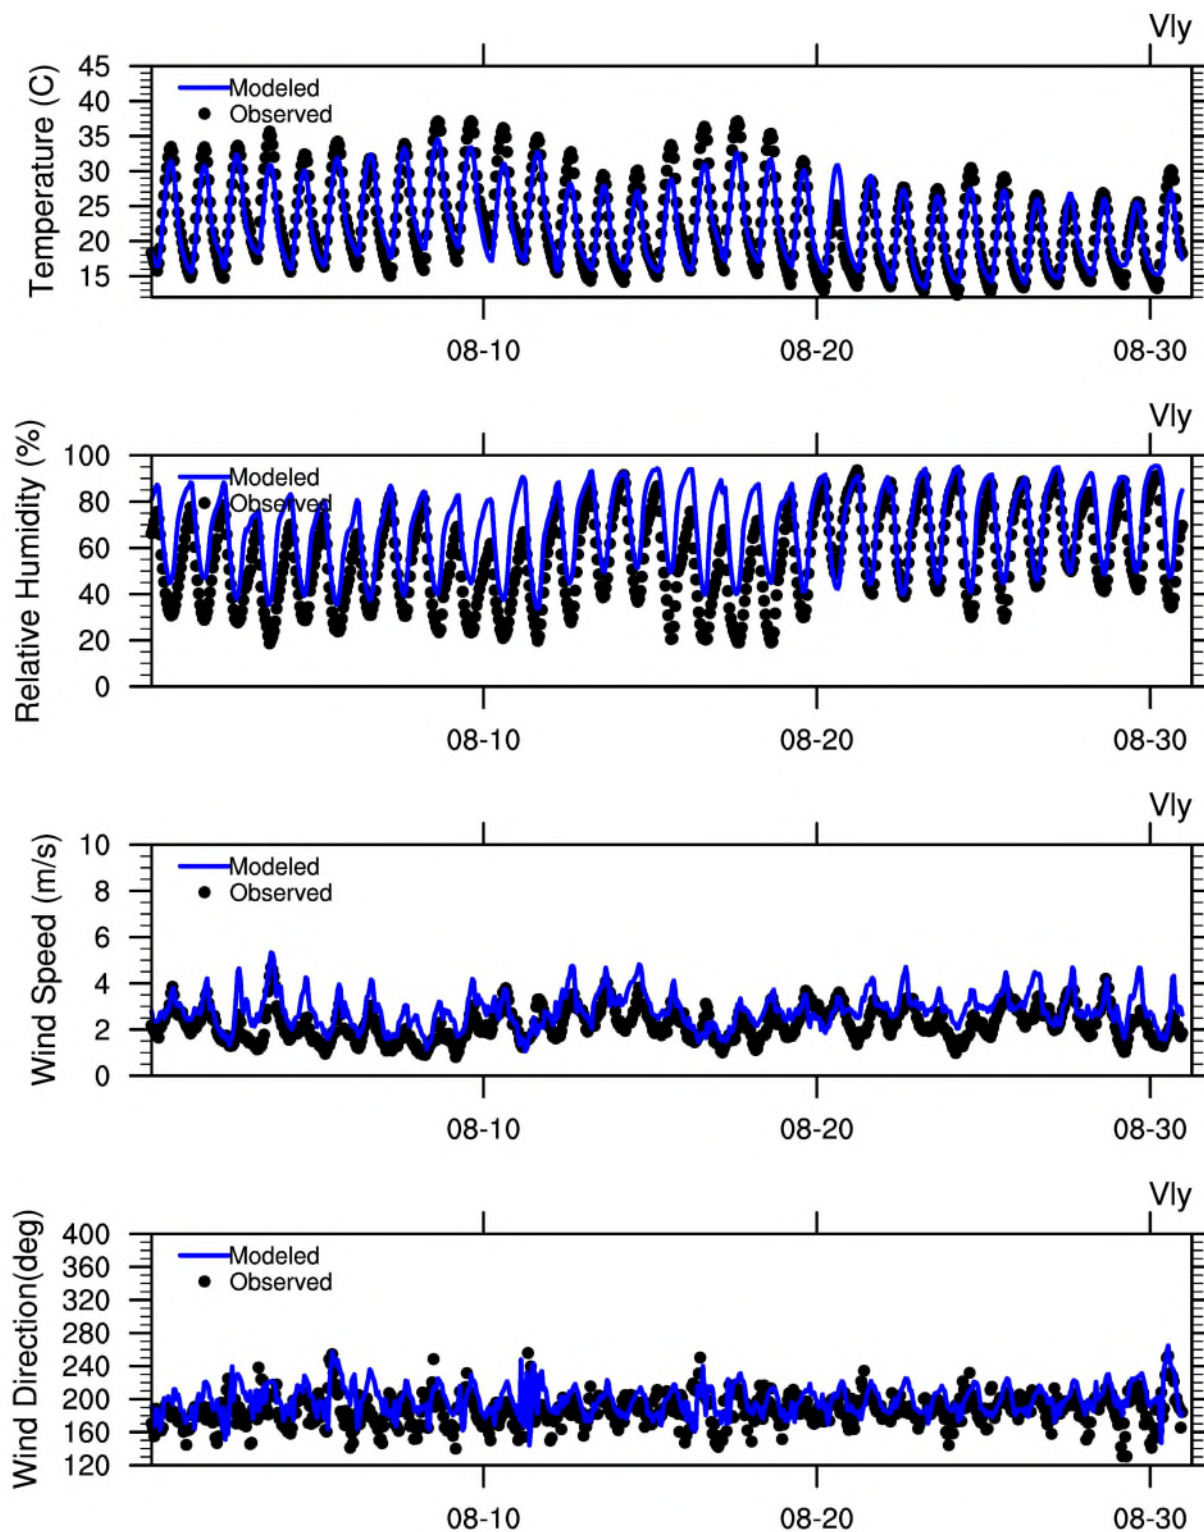 Vly
Temperature (C)
45
40
35
30
25
20
15
Modeled
Observed
08-10
08-20
08-30
Vly
Relative Humidity (%)
100
80
60
40
20
0
Modeled
Observed
08-10
08-20
08-30
Vly
Wind Speed (m/s)
10
8
6
4
2
0
Modeled
Observed
08-10
08-20
08-30
Vly
Wind Direction(deg)
400
360
320
280
240
200
160
120
Modeled
Observed
08-10
08-20
08-30